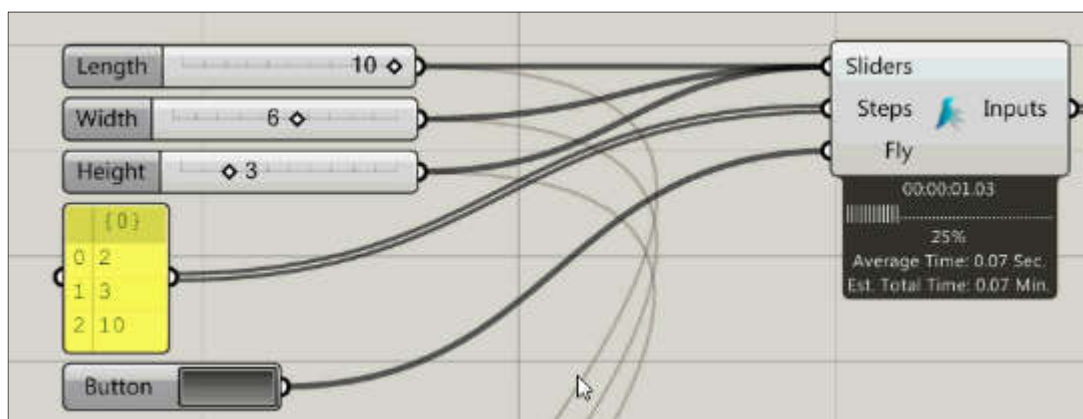 Length 10
Width 6
Height 3
{0}
0 2
1 3
2 10
Button
Sliders
Steps Inputs
Fly
00:00:01.03
25%
Average Time: 0.07 Sec.
Est. Total Time: 0.07 Min.